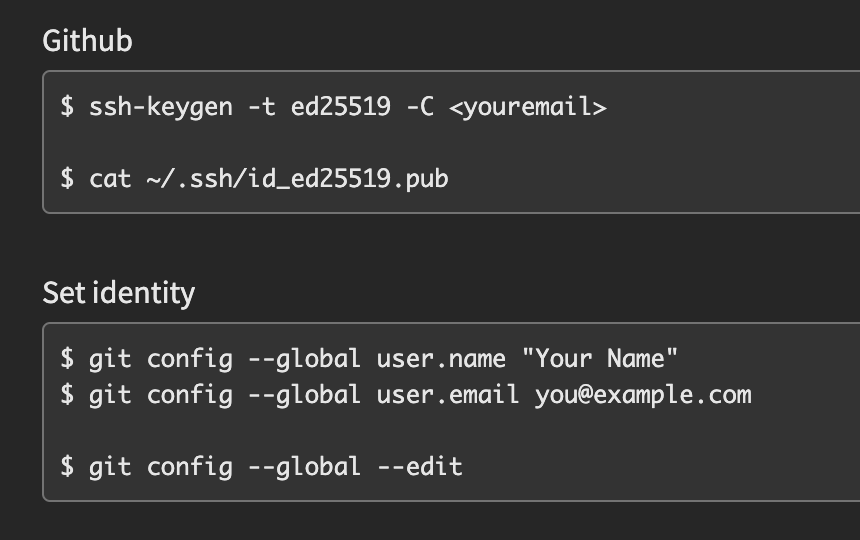 Github
$ ssh-keygen -t ed25519 -C <youremail>
$ cat ~/.ssh/id_ed25519.pub
Set identity
$ git config --global user.name "Your Name"
$ git config --global user.email you@example.com
$ git config --global --edit